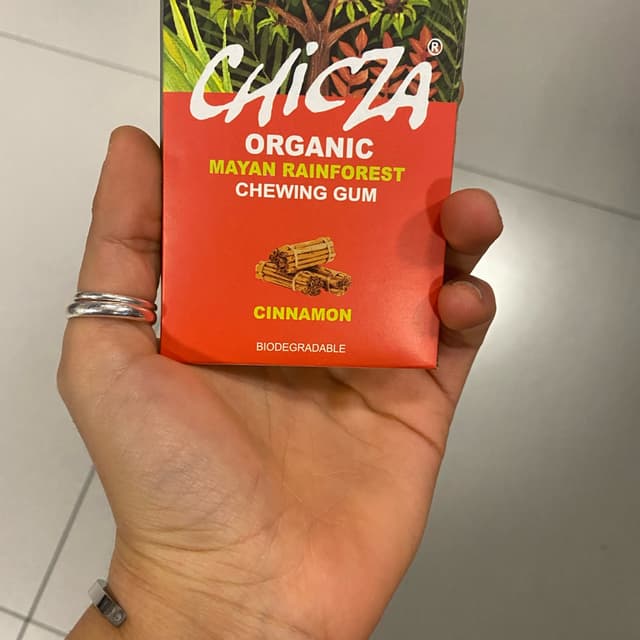 CHiCZA®
ORGANIC
MAYAN RAINFOREST
CHEWING GUM
CINNAMON
BIODEGRADABLE